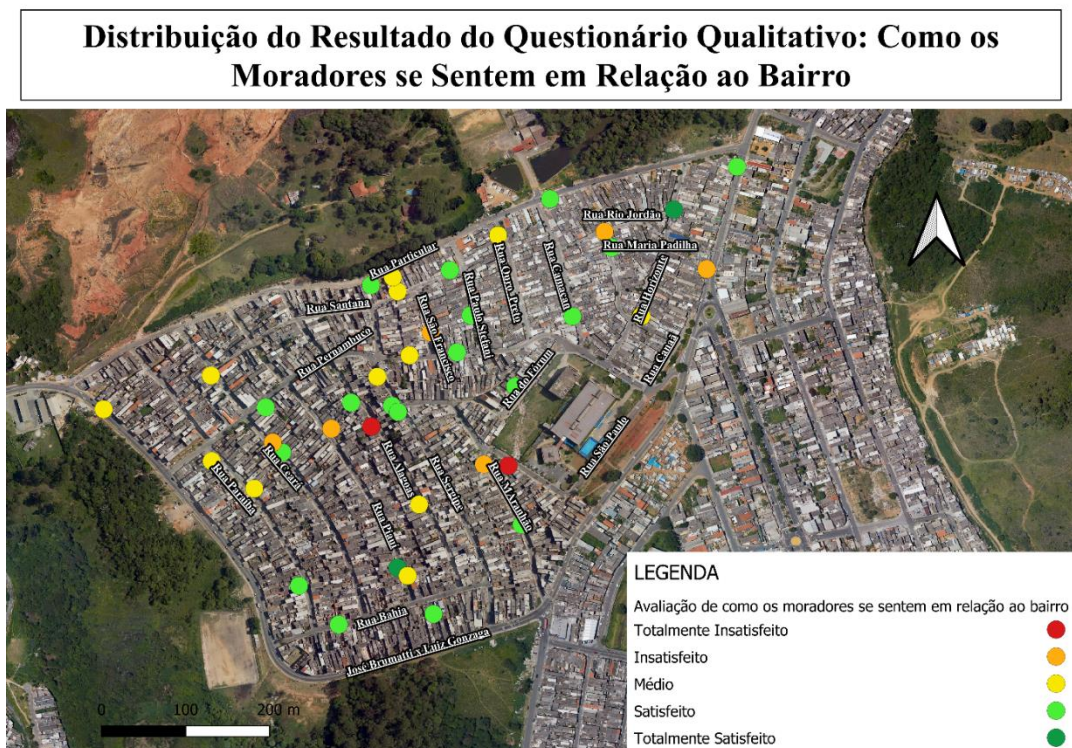 Distribuição do Resultado do Questionário Qualitativo: Como os
Moradores se Sentem em Relação ao Bairro
Rua Rio Jordão
Rua Maria Padilha
Rua Particular
Rua Ouro Preto
Rua Camacan
Rua Horizonte
Rua Santana
Rua Paulo Stefani
Rua São Francisco
Rua Pernambuco
Rua Canaã
Rua do Forum
Rua São Paulo
Rua Ceará
Rua Paraíba
Rua Alagoas
Rua Sergipe
Rua MAranhão
Rua Piauí
Rua Bahia
José Brumatti x Luiz Gonzaga
0 100 200 m
LEGENDA
Avaliação de como os moradores se sentem em relação ao bairro
Totalmente Insatisfeito
Insatisfeito
Médio
Satisfeito
Totalmente Satisfeito